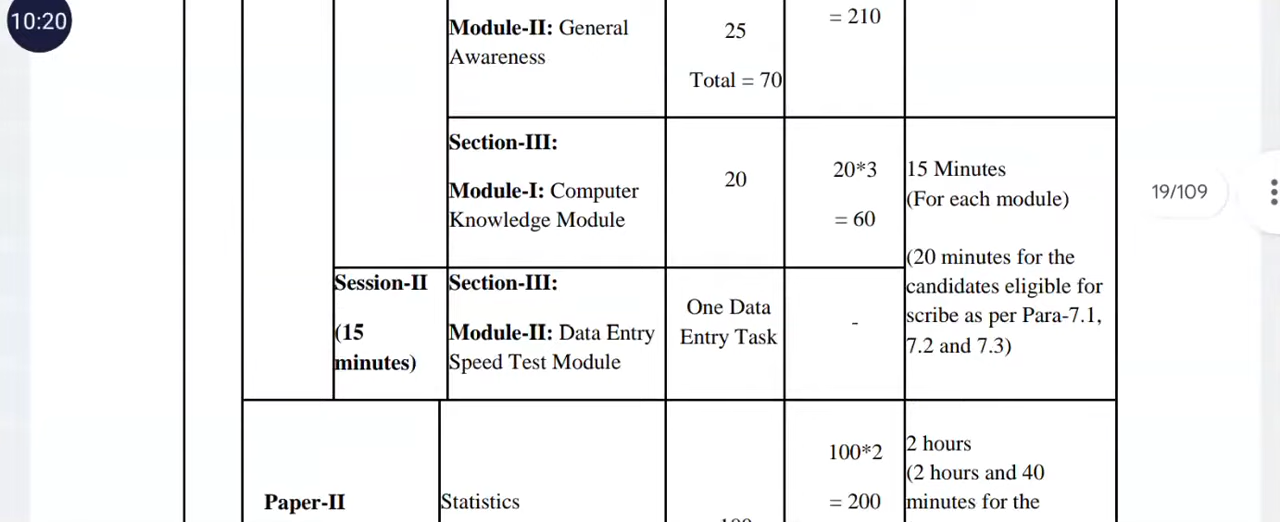 10:20
Module-II: General
Awareness
25
Total = 70
= 210
Section-III:
Module-I: Computer
Knowledge Module
20
20*3
= 60
15 Minutes
(For each module)
(20 minutes for the
candidates eligible for
scribe as per Para-7.1,
7.2 and 7.3)
19/109
Session-II
(15
minutes)
Section-III:
Module-II: Data Entry
Speed Test Module
One Data
Entry Task
-
Paper-II
Statistics
100*2
= 200
2 hours
(2 hours and 40
minutes for the